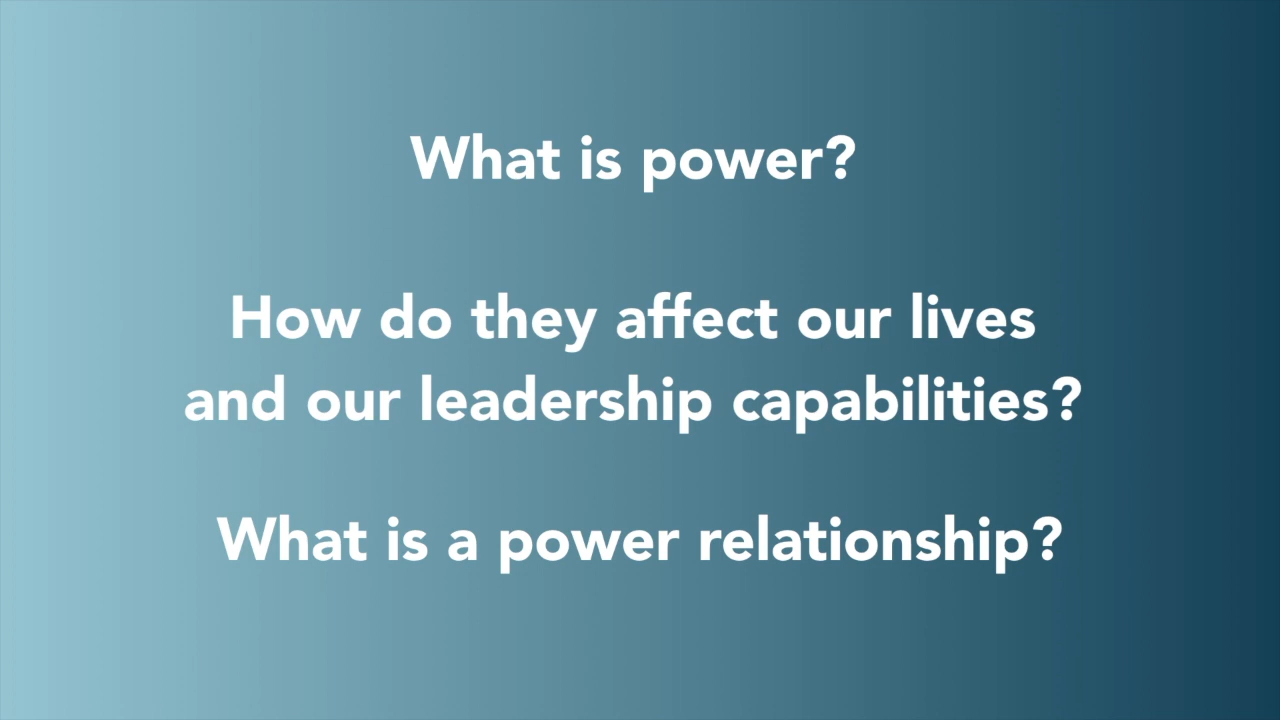 What is power?
How do they affect our lives
and our leadership capabilities?
What is a power relationship?